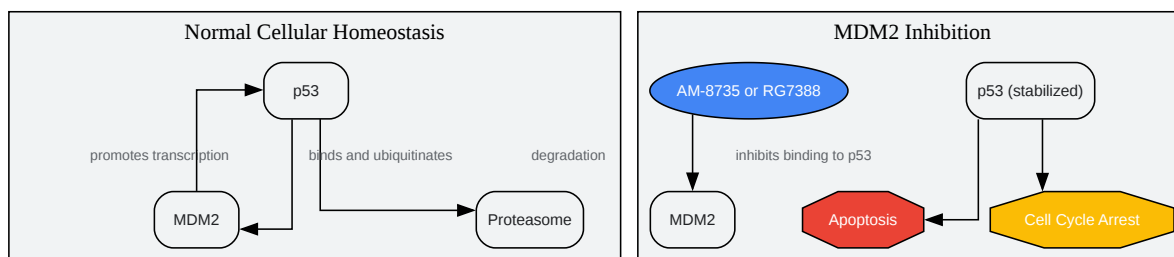 Normal Cellular Homeostasis
p53
promotes transcription
binds and ubiquitinates
degradation
MDM2
Proteasome
MDM2 Inhibition
AM-8735 or RG7388
p53 (stabilized)
inhibits binding to p53
MDM2
Apoptosis
Cell Cycle Arrest